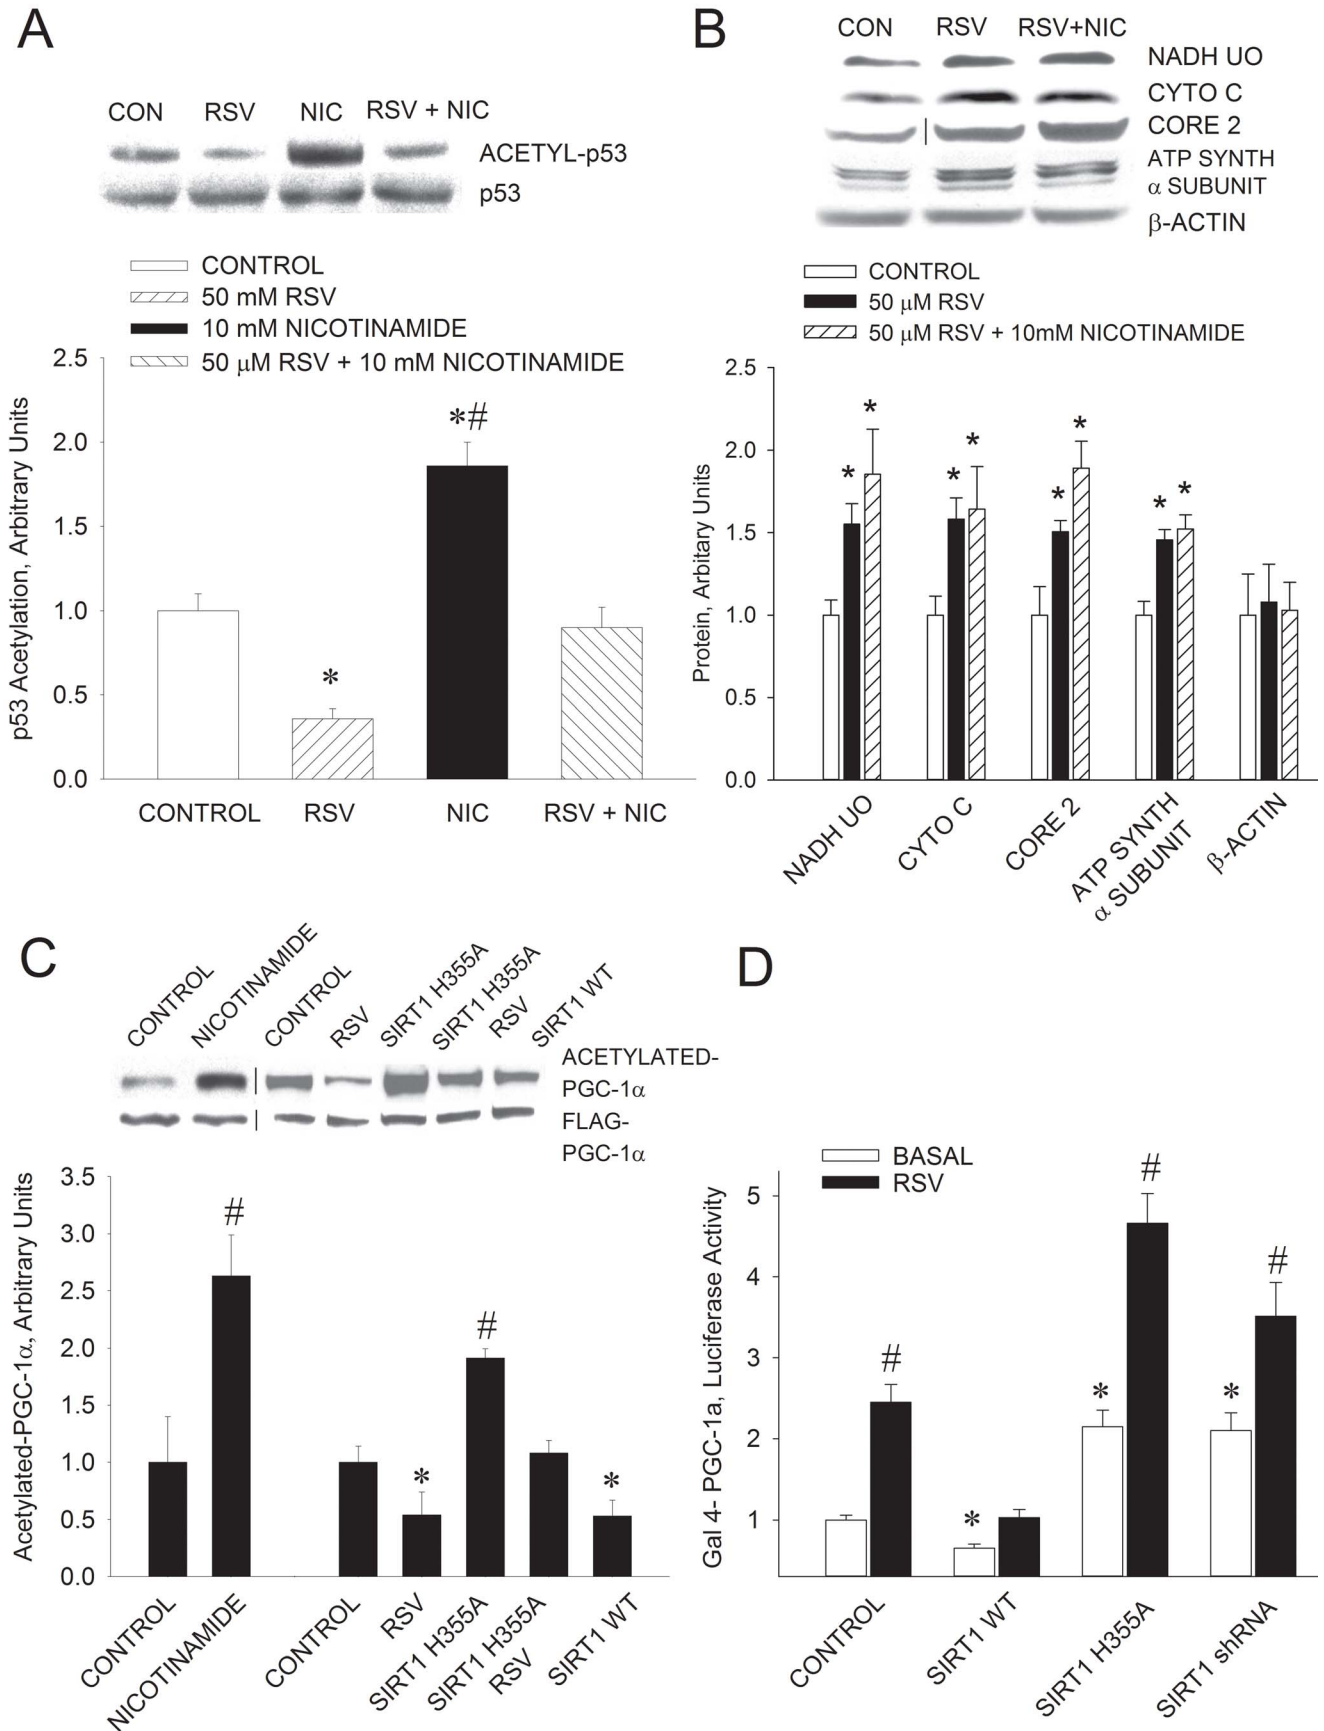 A
CON RSV NIC RSV + NIC
ACETYL-p53
p53
CONTROL
50 mM RSV
10 mM NICOTINAMIDE
50 μM RSV + 10 mM NICOTINAMIDE
p53 Acetylation, Arbitrary Units
2.5
2.0
1.5
1.0
0.5
0.0
*
*#
CONTROL RSV NIC RSV + NIC
B
CON RSV RSV+NIC
NADH UO
CYTO C
CORE 2
ATP SYNTH
α SUBUNIT
β-ACTIN
CONTROL
50 μM RSV
50 μM RSV + 10mM NICOTINAMIDE
Protein, Arbitary Units
2.5
2.0
1.5
1.0
0.5
0.0
* * * * * * * *
NADH UO
CYTO C
CORE 2
ATP SYNTH
α SUBUNIT
β-ACTIN
C
CONTROL
NICOTINAMIDE
CONTROL
RSV
SIRT1 H355A
SIRT1 H355A
RSV
SIRT1 WT
ACETYLATED-
PGC-1α
FLAG-
PGC-1α
Acetylated-PGC-1α, Arbitrary Units
3.5
3.0
2.5
2.0
1.5
1.0
0.5
0.0
# * # *
CONTROL
NICOTINAMIDE
CONTROL
RSV
SIRT1 H355A
SIRT1 H355A
RSV
SIRT1 WT
D
BASAL
RSV
Gal 4- PGC-1a, Luciferase Activity
5
4
3
2
1
# * * # * #
CONTROL
SIRT1 WT
SIRT1 H355A
SIRT1 shRNA